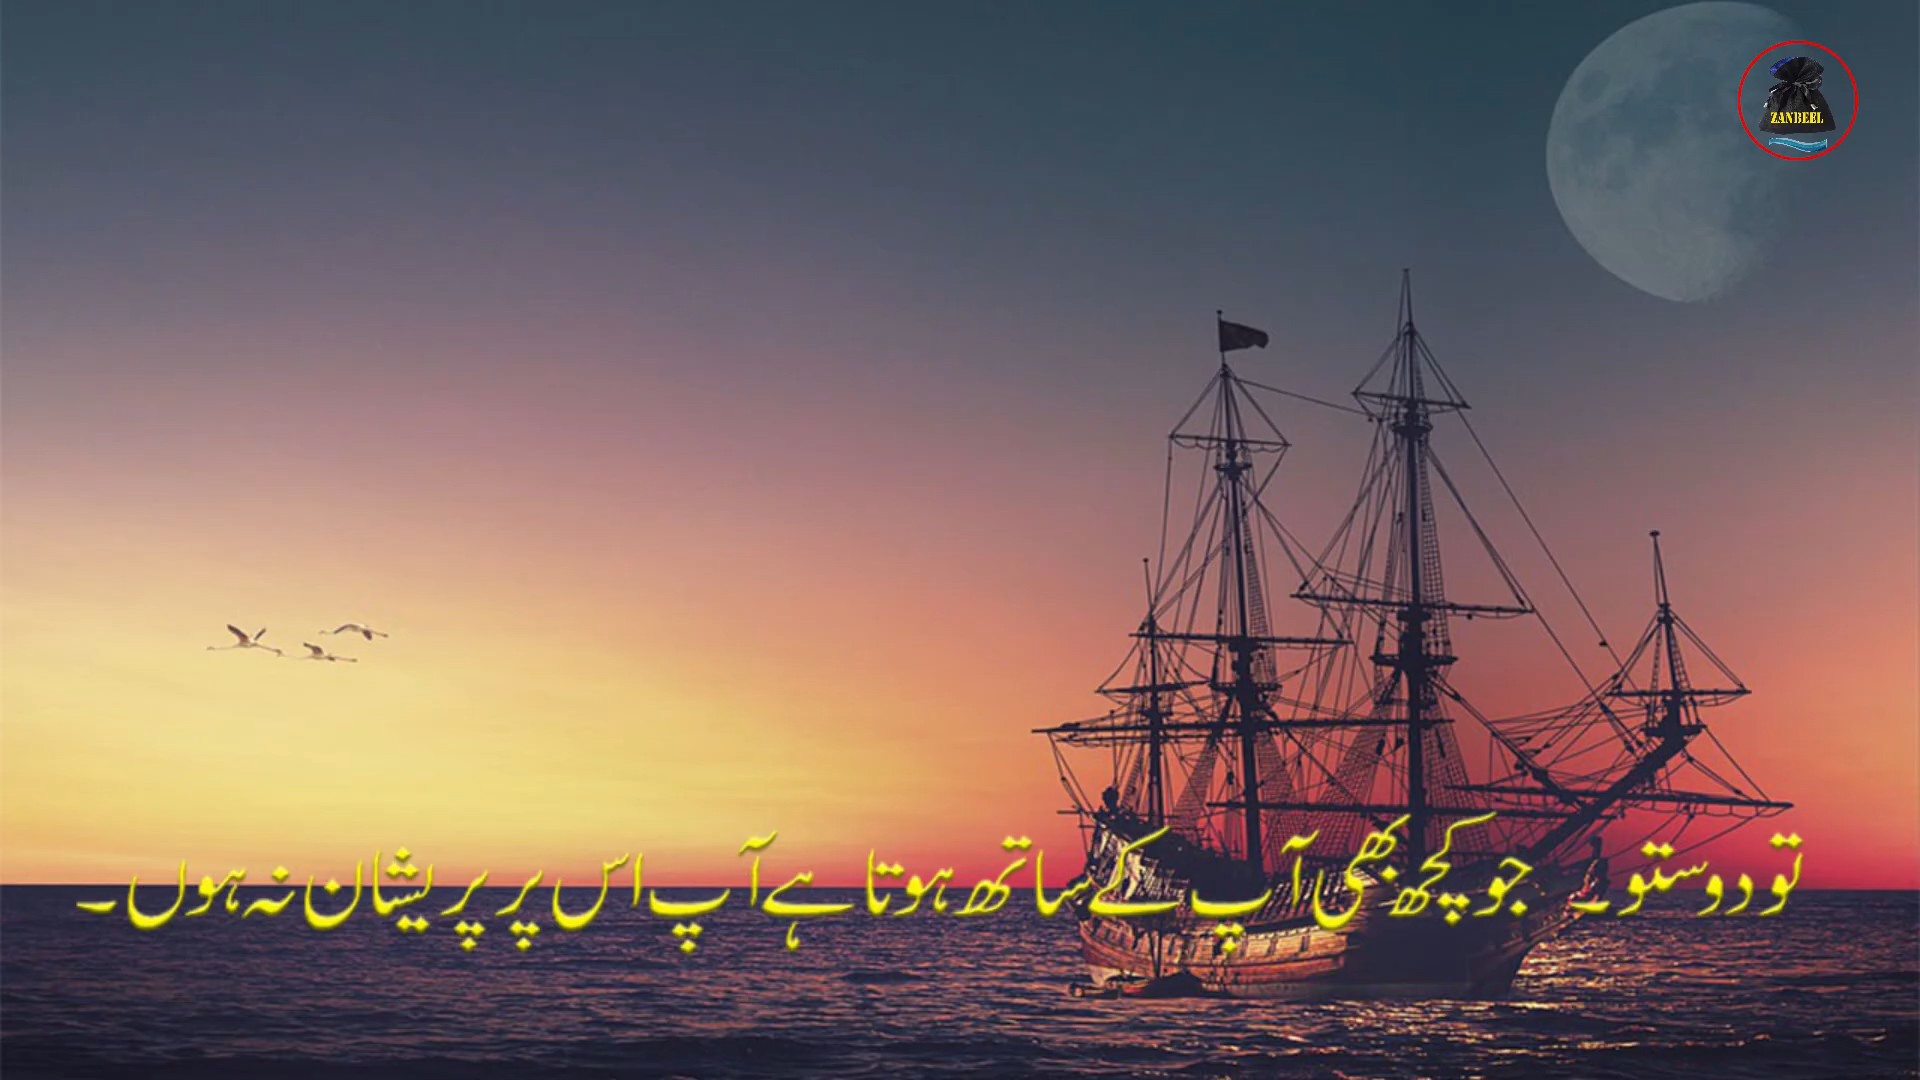 ZANBEEL
تو دوستو۔ جو کچھ بھی آپ کے ساتھ ہوتا ہے آپ اس پر پریشان نہ ہوں۔